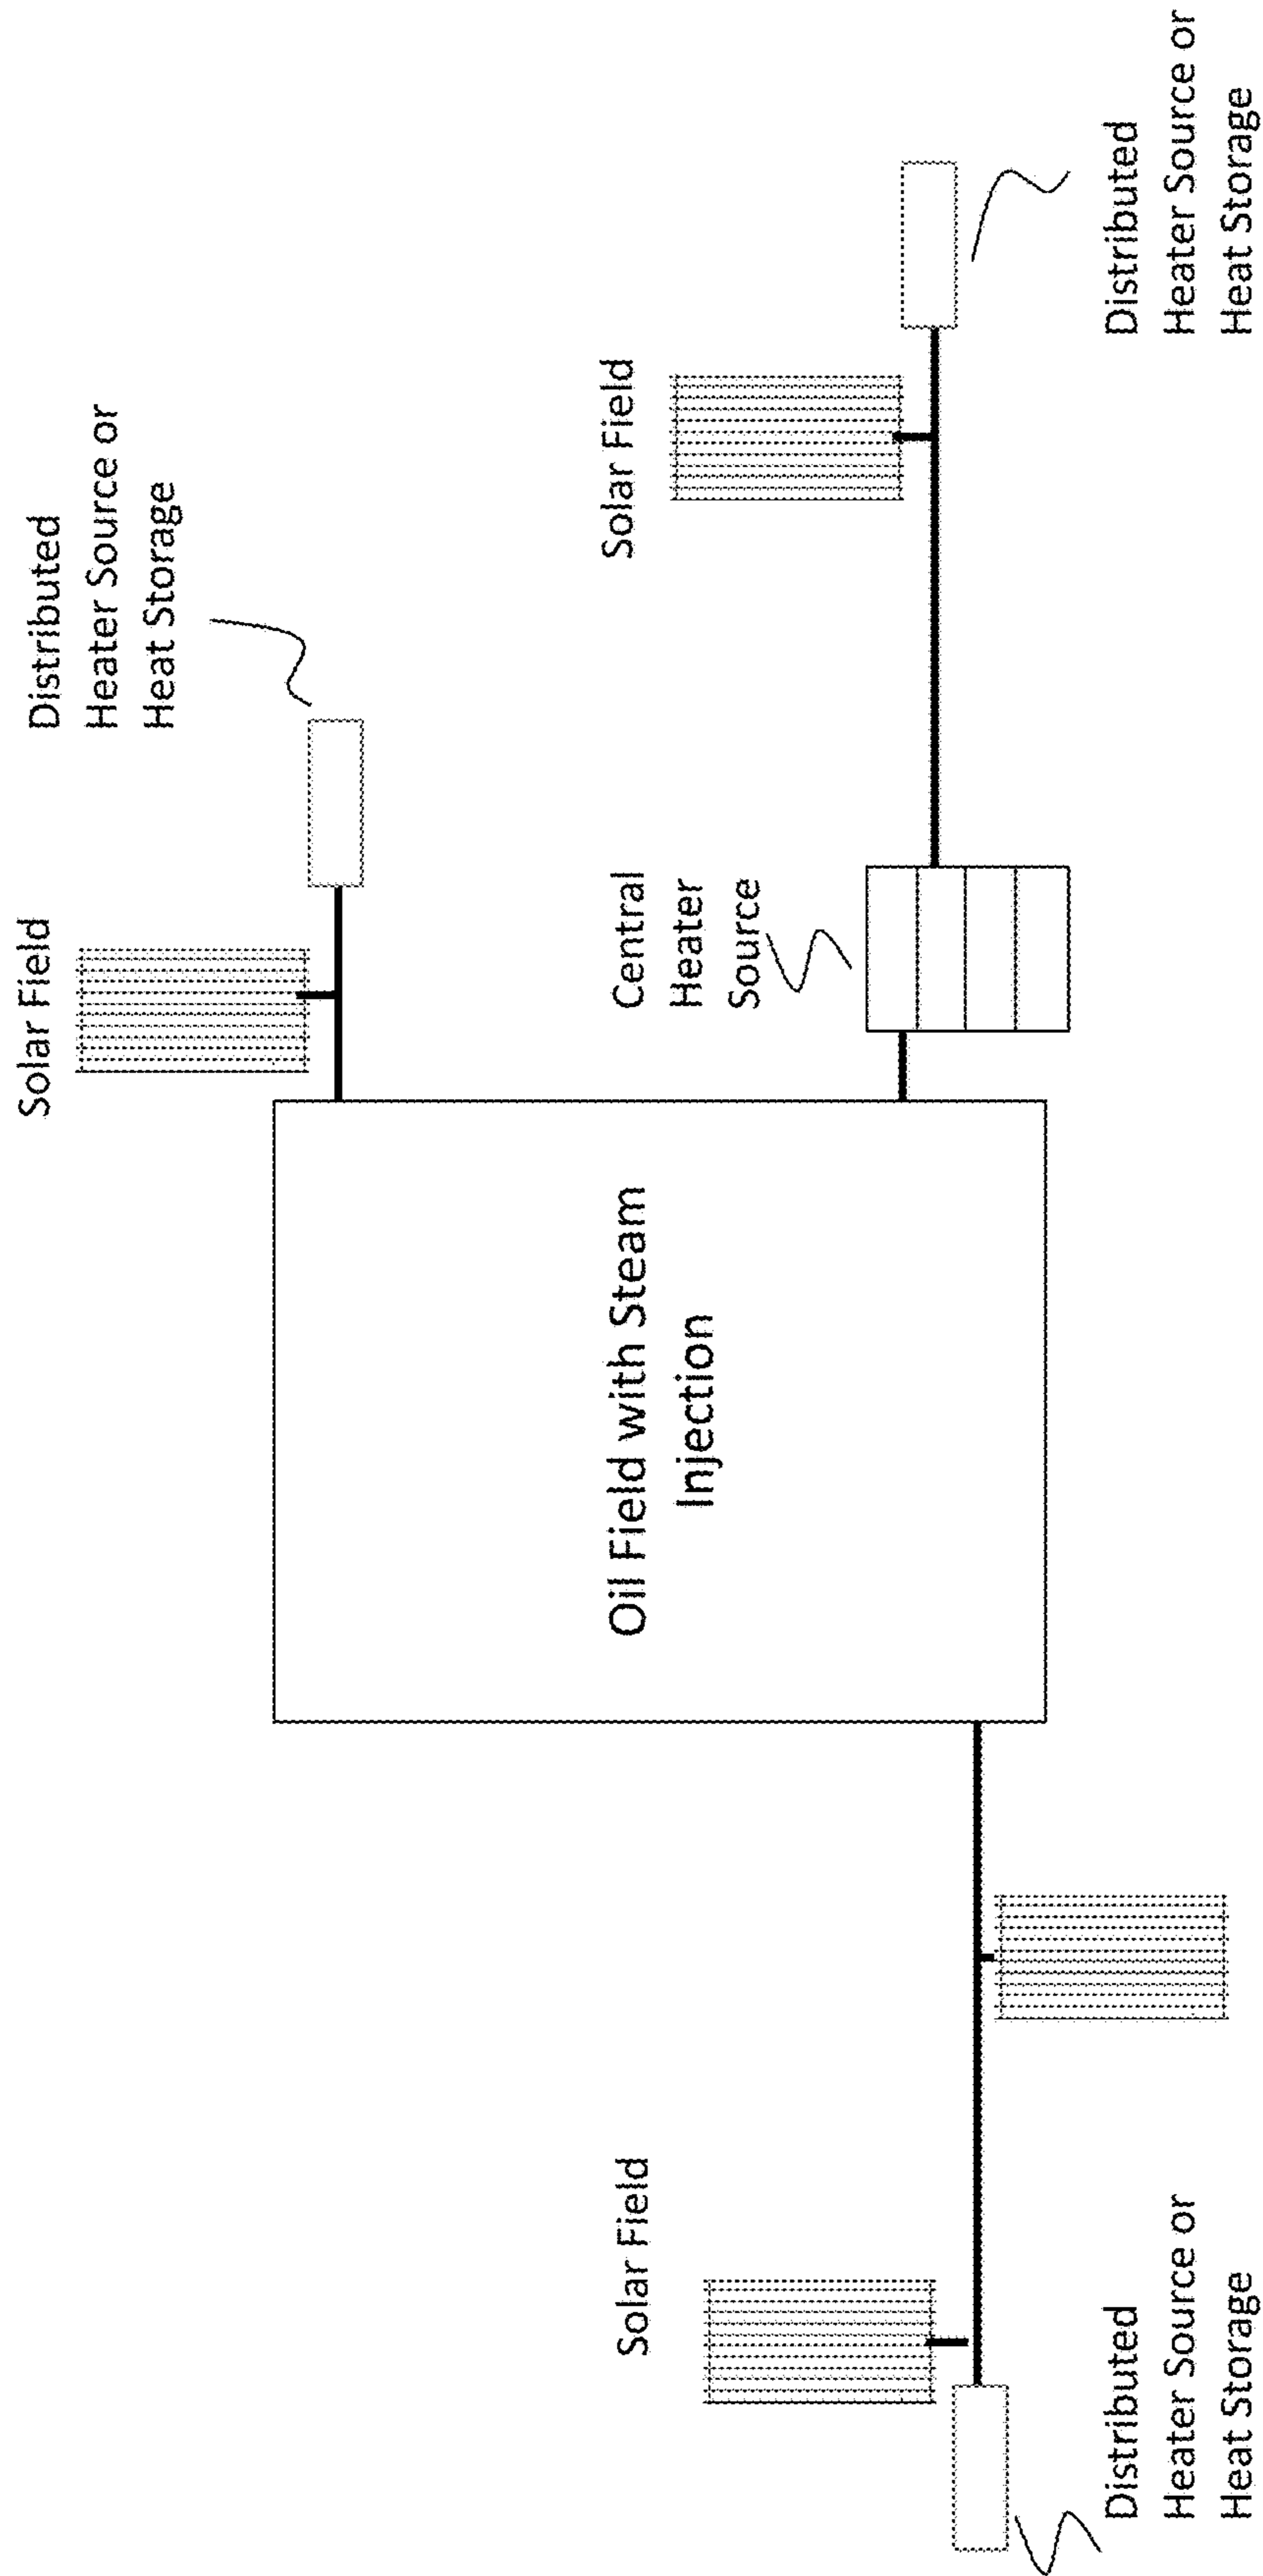 Solar Field
Distributed
Heater Source or
Heat Storage
Oil Field with Steam
Injection
Central
Heater
Source
Solar Field
Distributed
Heater Source or
Heat Storage
Solar Field
Distributed
Heater Source or
Heat Storage